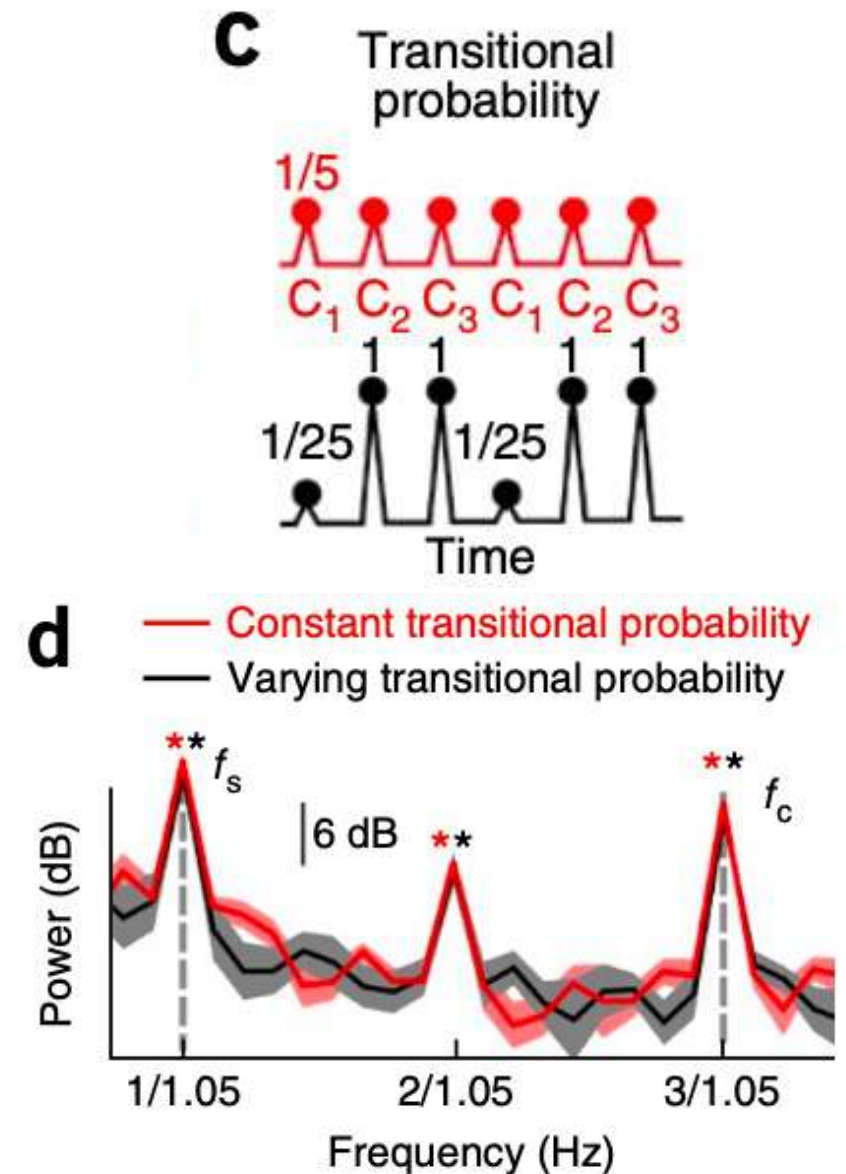 c
Transitional
probability
1/5
C1 C2 C3 C1 C2 C3
1 1 1 1
1/25 1/25
Time
d
Constant transitional probability
Varying transitional probability
** fs
6 dB
**
** fc
Power (dB)
1/1.05 2/1.05 3/1.05
Frequency (Hz)